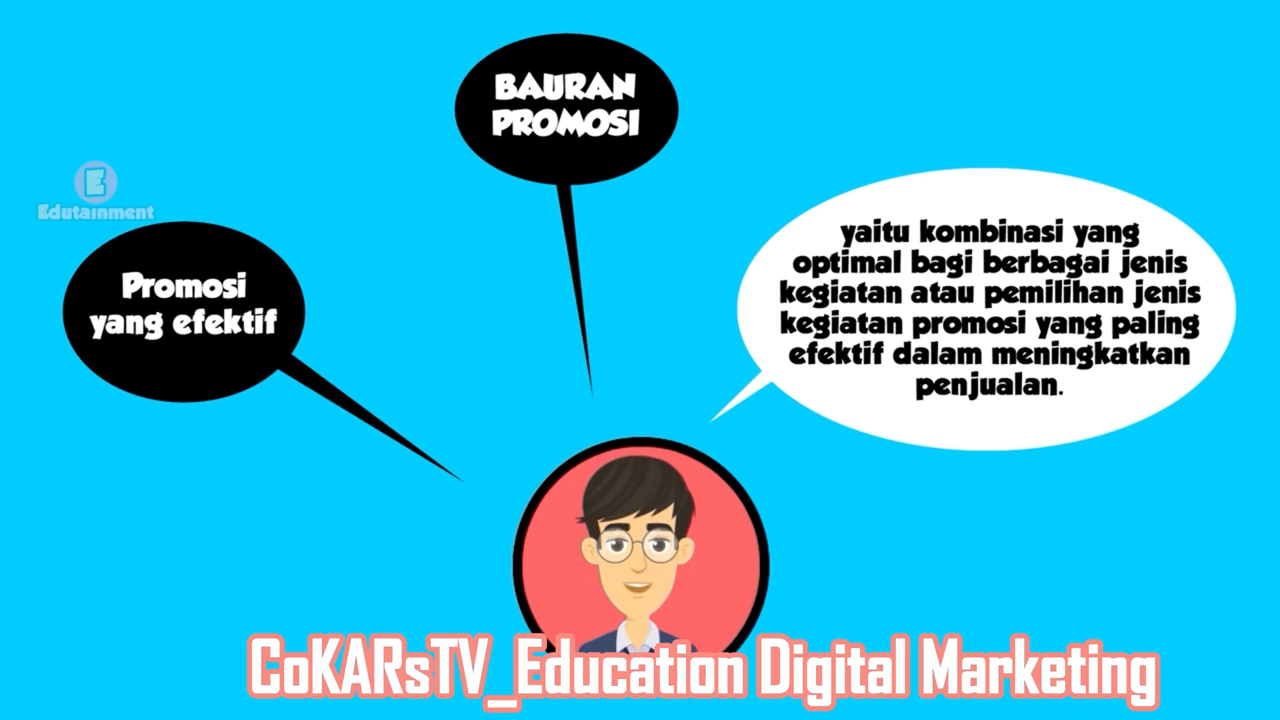 BAURAN
PROMOSI
E
Edutainment
Promosi
yang efektif
yaitu kombinasi yang
optimal bagi berbagai jenis
kegiatan atau pemilihan jenis
kegiatan promosi yang paling
efektif dalam meningkatkan
penjualan.
CoKARsTV_Education Digital Marketing